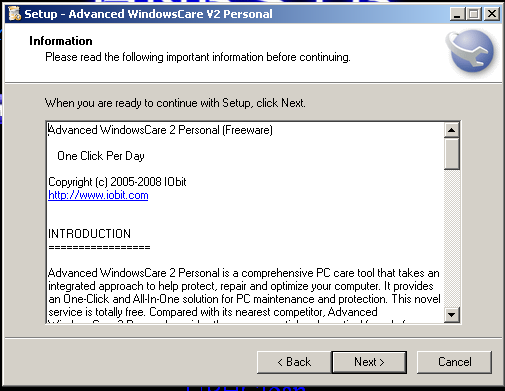 Setup - Advanced WindowsCare V2 Personal
Information
Please read the following important information before continuing.
When you are ready to continue with Setup, click Next.
Advanced WindowsCare 2 Personal (Freeware)
One Click Per Day
Copyright (c) 2005-2008 IObit
http://www.iobit.com
INTRODUCTION
=================
Advanced WindowsCare 2 Personal is a comprehensive PC care tool that takes an
integrated approach to help protect, repair and optimize your computer. It provides
an One-Click and All-In-One solution for PC maintenance and protection. This novel
service is totally free. Compared with its nearest competitor, Advanced
< Back
Next >
Cancel